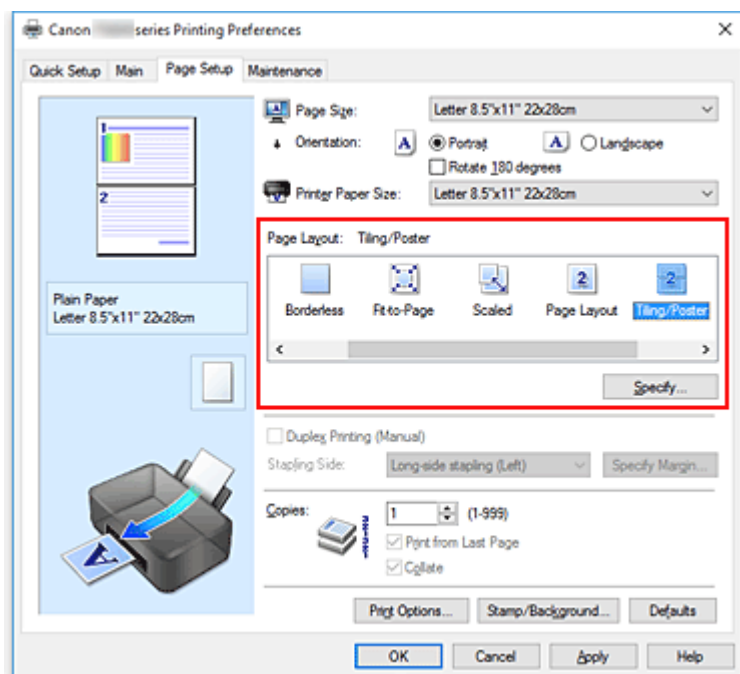 Canon series Printing Preferences
Quick Setup Main Page Setup Maintenance
1
2
Plain Paper
Letter 8.5"x11" 22x28cm
Page Size: Letter 8.5"x11" 22x28cm
Orientation: A Portrait A Landscape
Rotate 180 degrees
Printer Paper Size: Letter 8.5"x11" 22x28cm
Page Layout: Tiling/Poster
2 2
Borderless Fit-to-Page Scaled Page Layout Tiling/Poster
Specify...
Duplex Printing (Manual)
Stapling Side: Long-side stapling (Left) Specify Margin...
Copies: 1 (1-999)
Print from Last Page
Collate
A
Print Options... Stamp/Background... Defaults
OK Cancel Apply Help